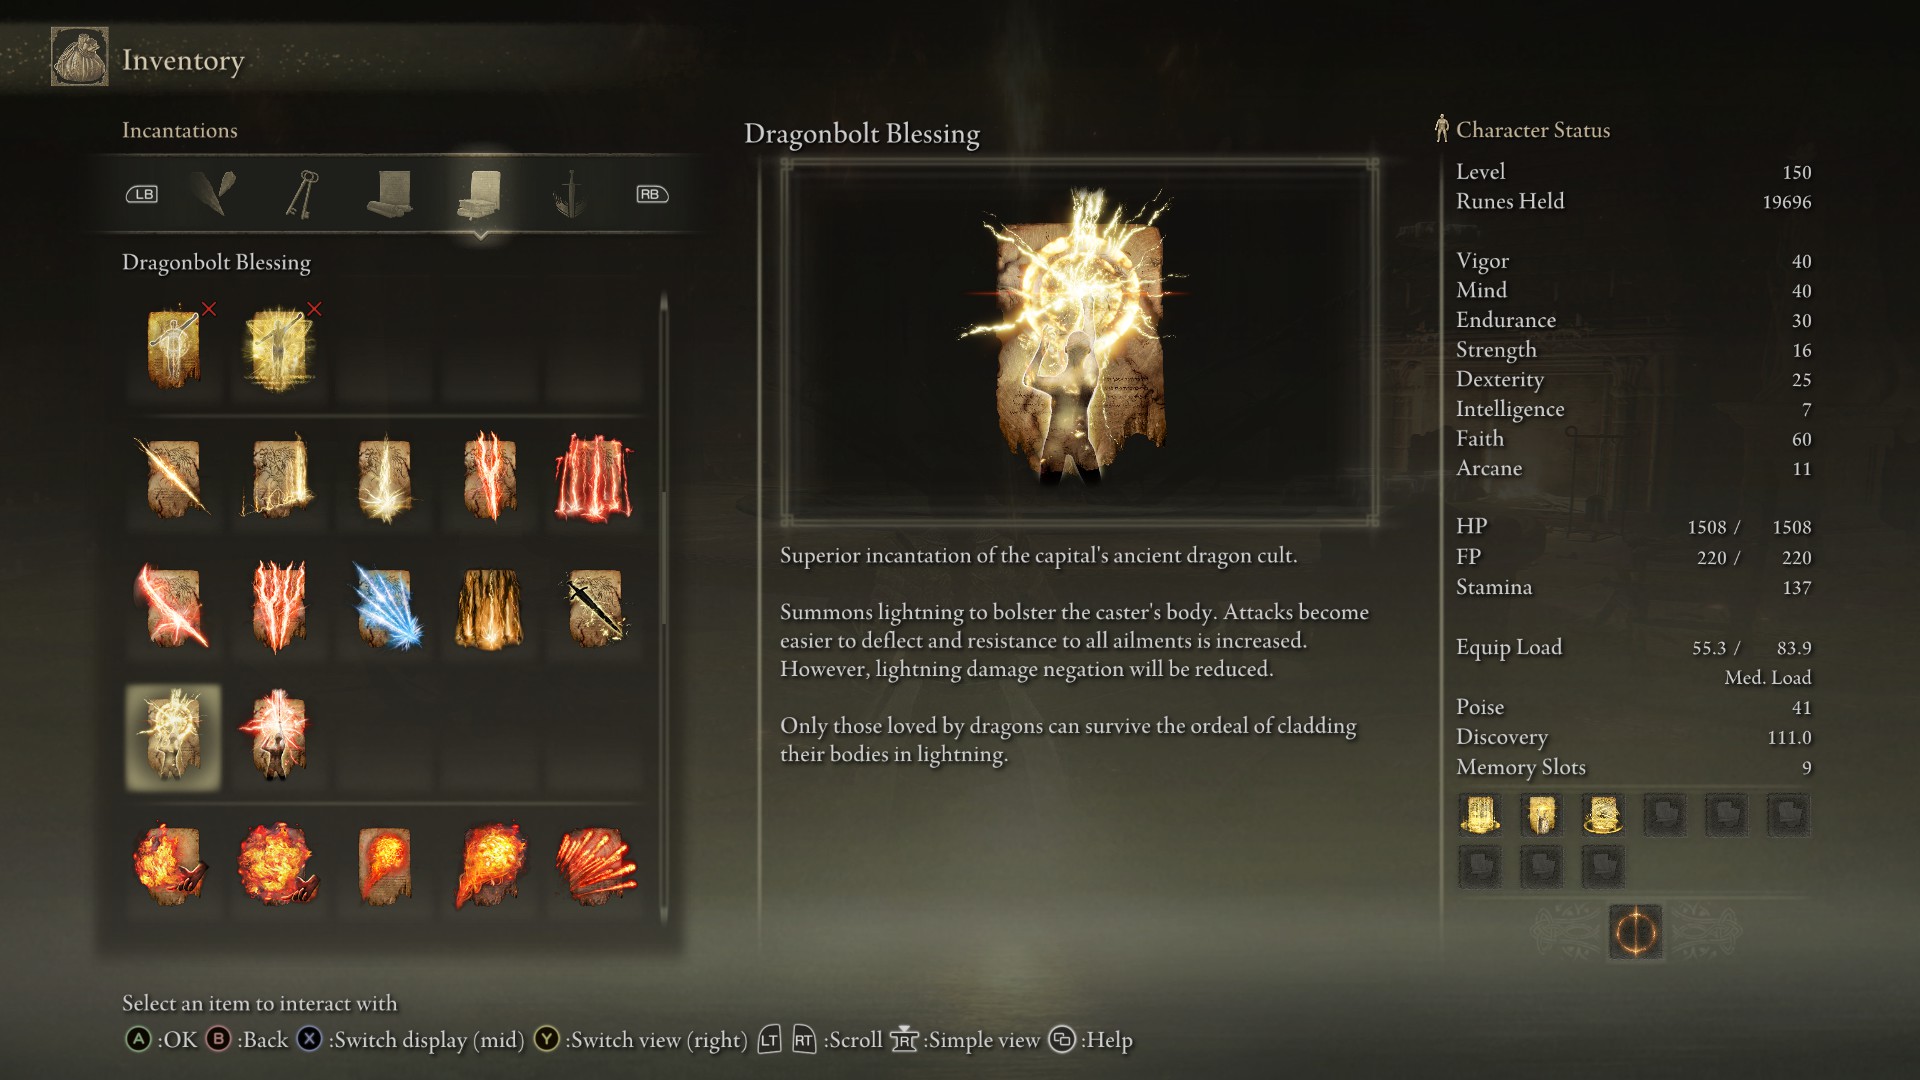 Inventory
Incantations
LB
RB
Dragonbolt Blessing
Dragonbolt Blessing
Superior incantation of the capital's ancient dragon cult.
Summons lightning to bolster the caster's body. Attacks become
easier to deflect and resistance to all ailments is increased.
However, lightning damage negation will be reduced.
Only those loved by dragons can survive the ordeal of cladding
their bodies in lightning.
Character Status
Level 150
Runes Held 19696
Vigor 40
Mind 40
Endurance 30
Strength 16
Dexterity 25
Intelligence 7
Faith 60
Arcane 11
HP 1508 / 1508
FP 220 / 220
Stamina 137
Equip Load 55.3 / 83.9
Med. Load
Poise 41
Discovery 111.0
Memory Slots 9
Select an item to interact with
A :OK B :Back X :Switch display (mid) Y :Switch view (right) LT RT :Scroll R :Simple view :Help